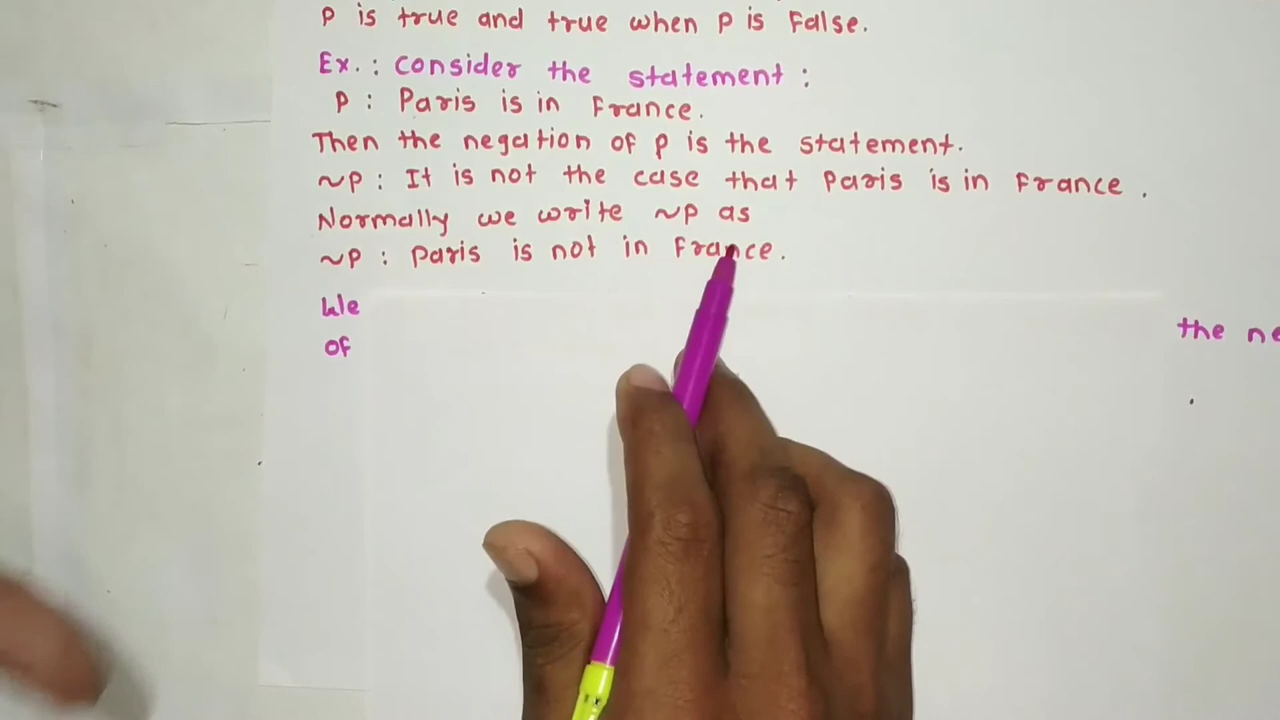 P is true and true when P is False.
Ex. : Consider the statement :
P : Paris is in France.
Then the negation of P is the statement.
~P : It is not the case that Paris is in France .
Normally we write ~P as
~P : Paris is not in France.
We
the
of